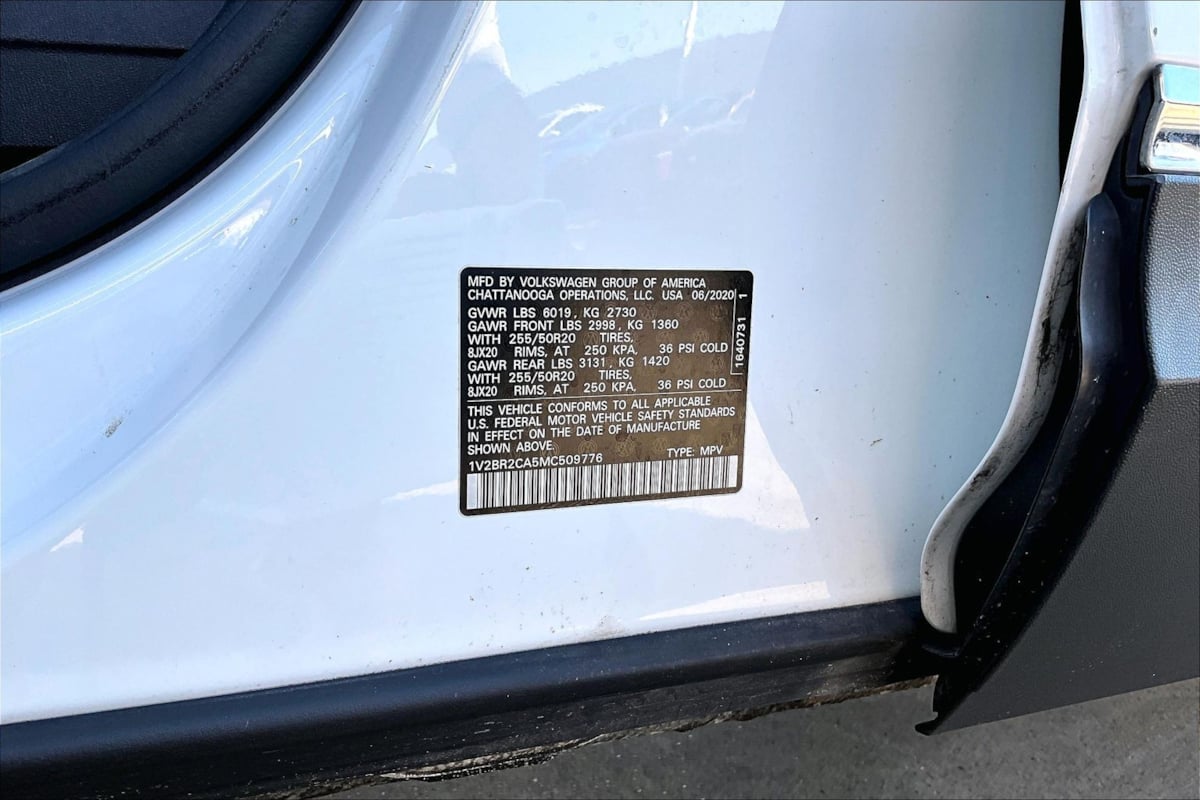 MFD BY VOLKSWAGEN GROUP OF AMERICA
CHATTANOOGA OPERATIONS, LLC. USA 06/2020
GVWR LBS 6019, KG 2730
GAWR FRONT LBS 2998, KG 1360
WITH 255/50R20 TIRES,
8JX20 RIMS, AT 250 KPA, 36 PSI COLD
GAWR REAR LBS 3131, KG 1420
WITH 255/50R20 TIRES,
8JX20 RIMS, AT 250 KPA, 36 PSI COLD
THIS VEHICLE CONFORMS TO ALL APPLICABLE
U.S. FEDERAL MOTOR VEHICLE SAFETY STANDARDS
IN EFFECT ON THE DATE OF MANUFACTURE
SHOWN ABOVE.
1V2BR2CA5MC509776 TYPE: MPV
1640731 1